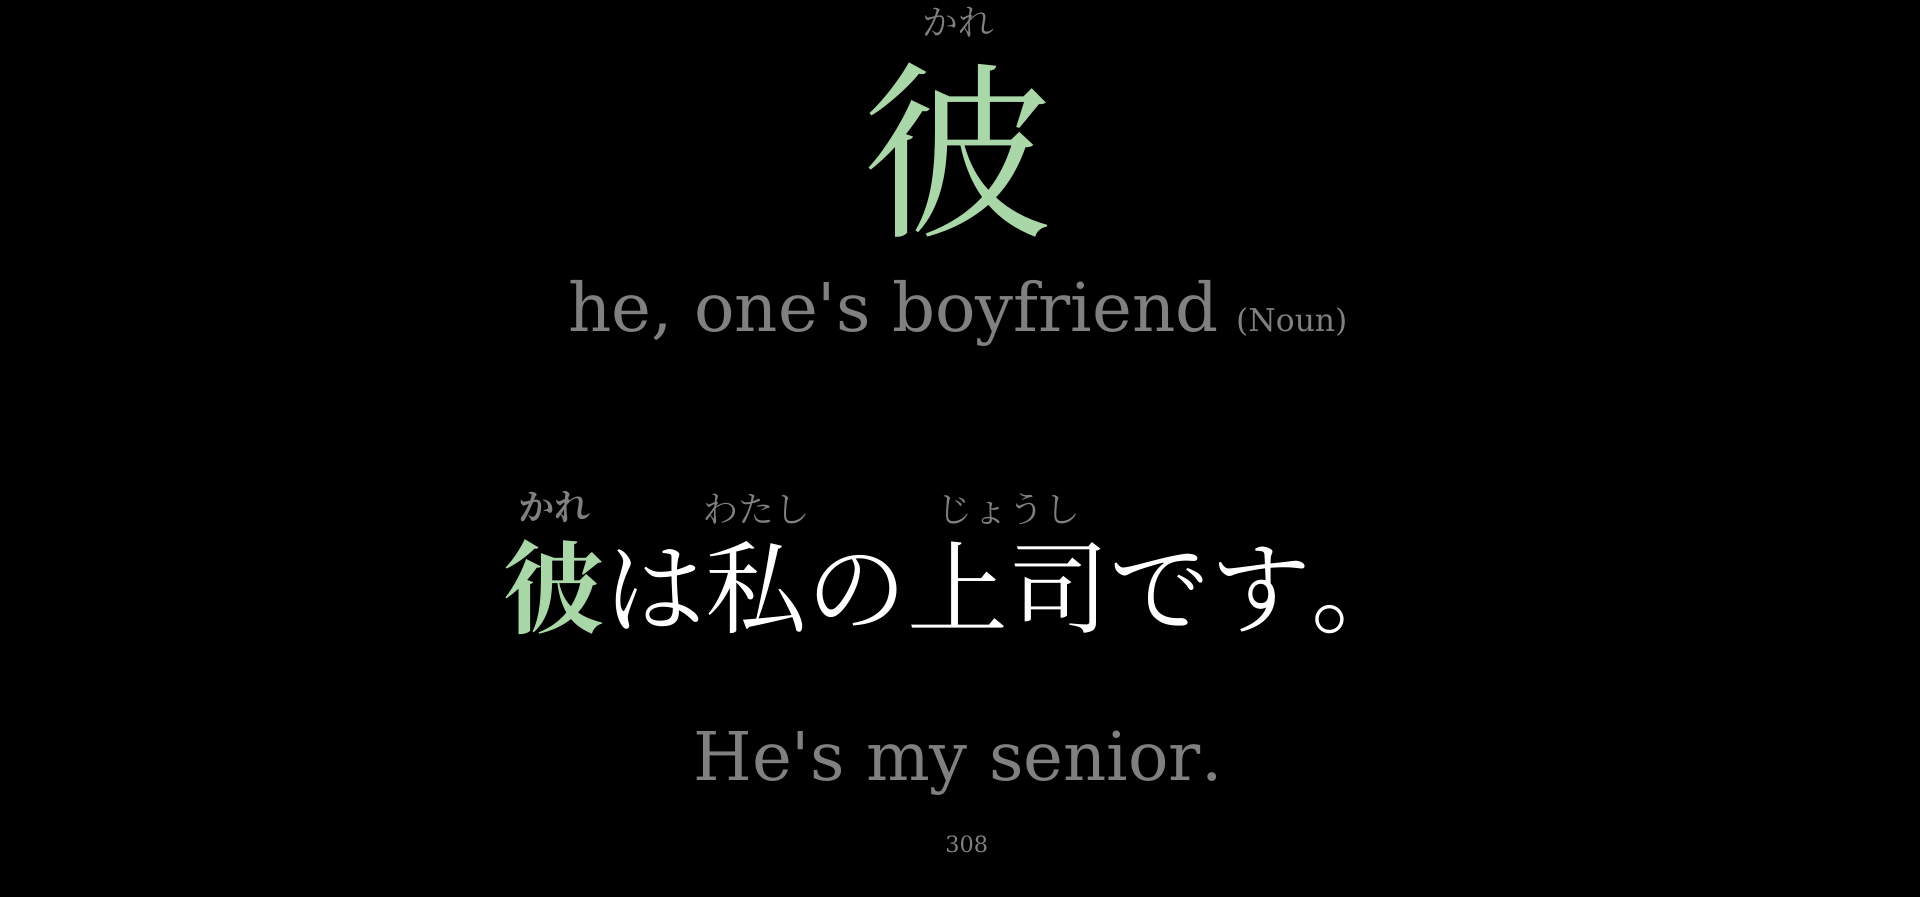 かれ
彼
he, one's boyfriend (Noun)
かれ わたし じょうし
彼は私の上司です。
He's my senior.
308